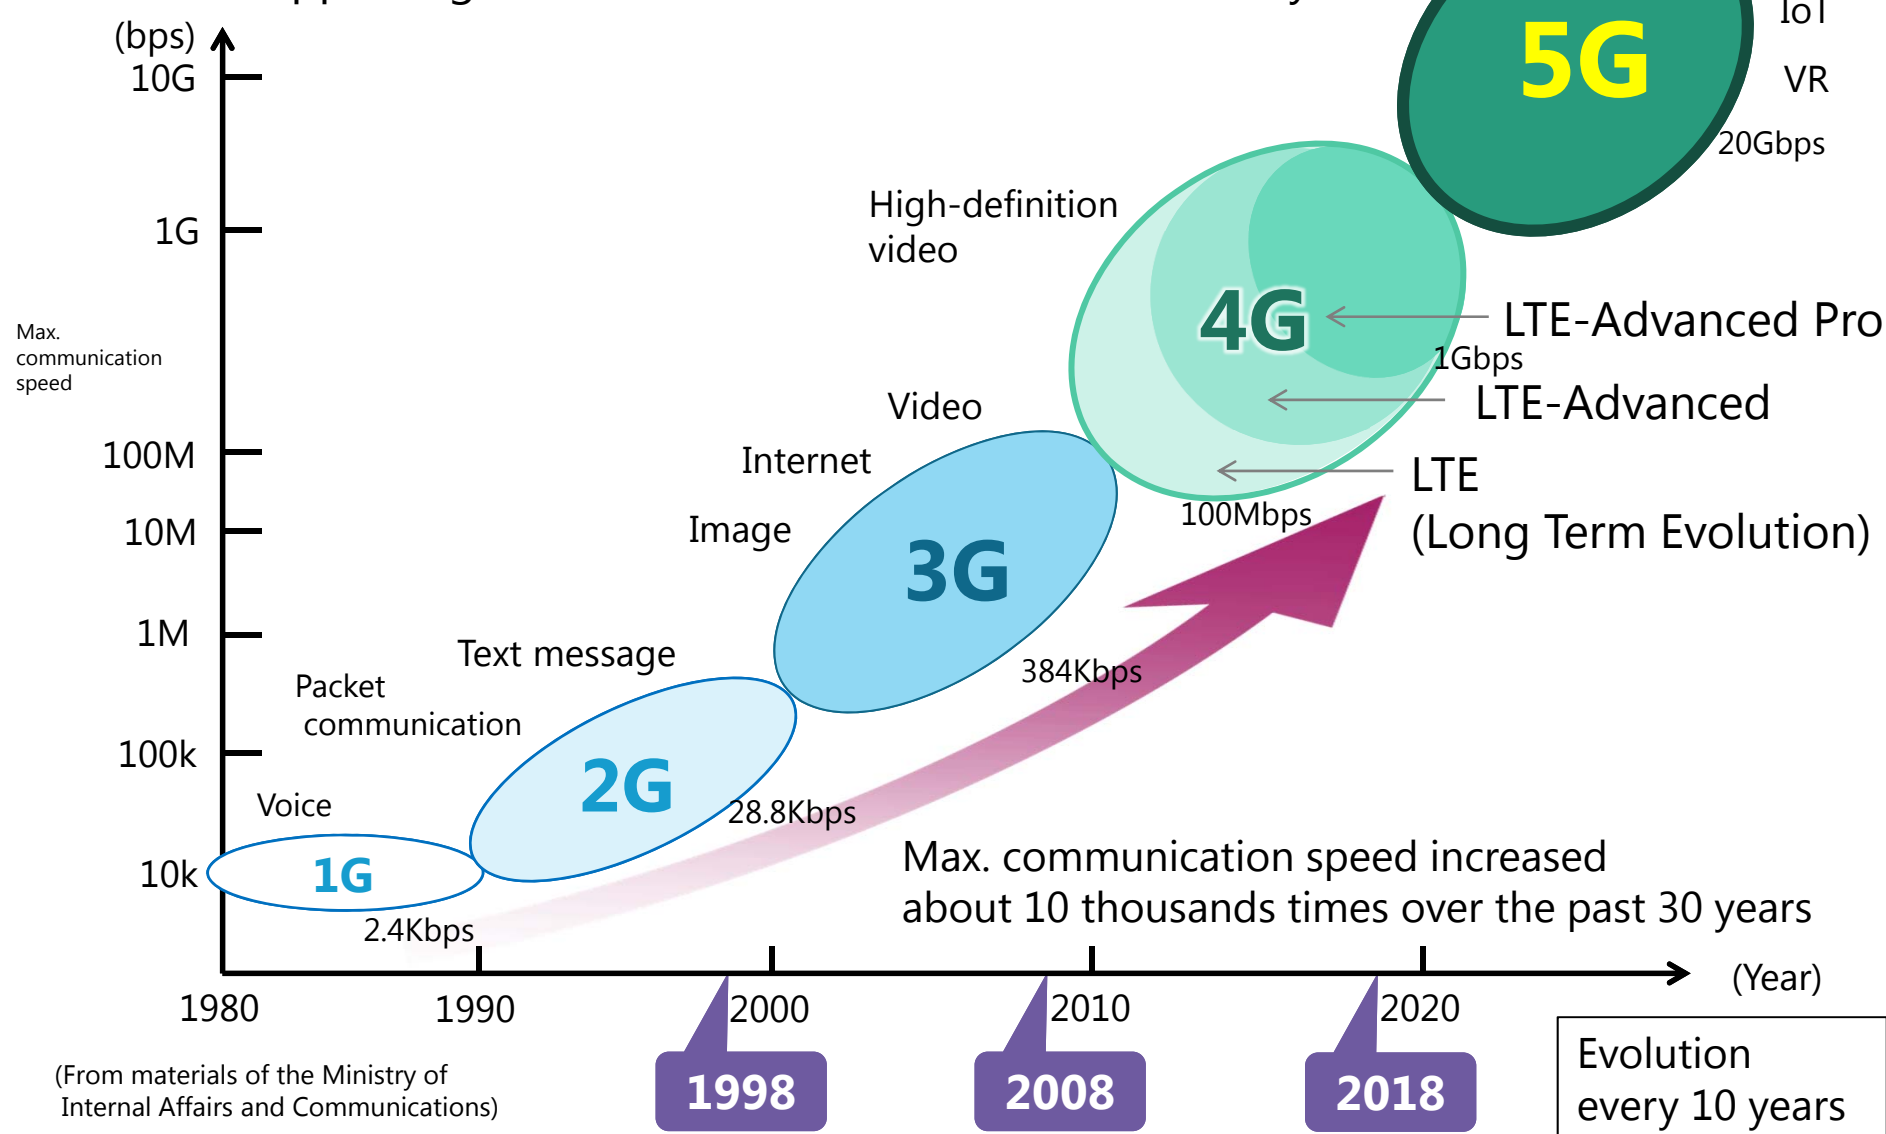 (bps)
10G
1G
Max.
communication
speed
100M
10M
1M
100k
10k
5G
IoT
VR
20Gbps
High-definition
video
4G
LTE-Advanced Pro
1Gbps
LTE-Advanced
LTE
(Long Term Evolution)
100Mbps
Video
Internet
Image
3G
384Kbps
Text message
Packet
communication
2G
28.8Kbps
Voice
1G
2.4Kbps
Max. communication speed increased
about 10 thousands times over the past 30 years
(Year)
1980
1990
2000
2010
2020
1998
2008
2018
(From materials of the Ministry of
Internal Affairs and Communications)
Evolution
every 10 years